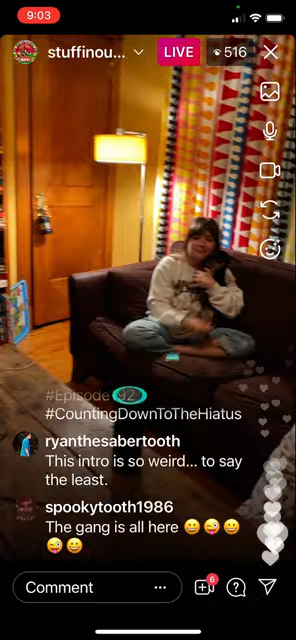 9:03
stuffinou...
LIVE
516
#Episode 92
#CountingDownToTheHiatus
ryanthesabertooth
This intro is so weird... to say
the least.
spookytooth1986
The gang is all here 😀😜😀
😜😀
Comment
6